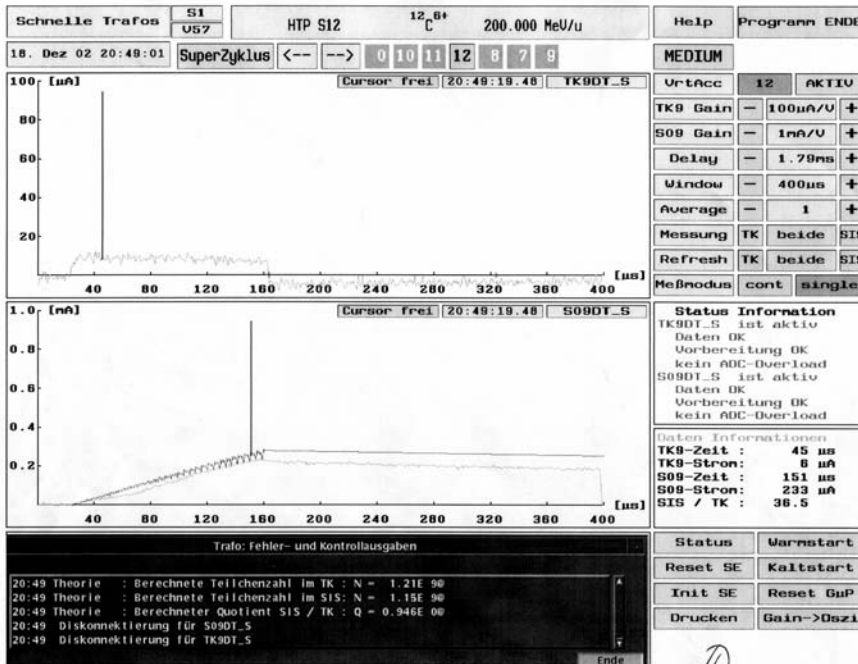 Schnelle Trafos S1 V57 HTP S12 12C6+ 200.000 MeV/u Help Programm ENDE
18. Dez 02 20:49:01 SuperZyklus <-- --> 0 10 11 12 8 7 9 MEDIUM
100 [µA] Cursor frei 20:49:19.48 TK9DT_S
80
60
40
20
40 80 120 160 200 240 280 320 360 400 [µs]
VrtAcc 12 AKTIV
TK9 Gain - 100µA/V +
S09 Gain - 1mA/V +
Delay - 1.79ms +
Window - 400µs +
Average - 1 +
Messung TK beide SIS
Refresh TK beide SIS
Meßmodus cont single
1.0 [mA] Cursor frei 20:49:19.48 S09DT_S
0.8
0.6
0.4
0.2
40 80 120 160 200 240 280 320 360 400 [µs]
Status Information
TK9DT_S ist aktiv
Daten OK
Vorbereitung OK
kein ADC-Overload
S09DT_S ist aktiv
Daten OK
Vorbereitung OK
kein ADC-Overload
Daten Informationen
TK9-Zeit : 45 µs
TK9-Strom: 6 µA
S09-Zeit : 151 µs
S09-Strom: 233 µA
SIS / TK : 36.5
Trafo: Fehler- und Kontrollausgaben
20:49 Theorie : Berechnete Teilchenzahl im TK : N = 1.21E 90
20:49 Theorie : Berechnete Teilchenzahl im SIS: N = 1.15E 90
20:49 Theorie : Berechneter Quotient SIS / TK : Q = 0.946E 00
20:49 Diskonnektierung für S09DT_S
20:49 Diskonnektierung für TK9DT_S
Ende
Status Warmstart
Reset SE Kaltstart
Init SE Reset GuP
Drucken Gain->Oszi